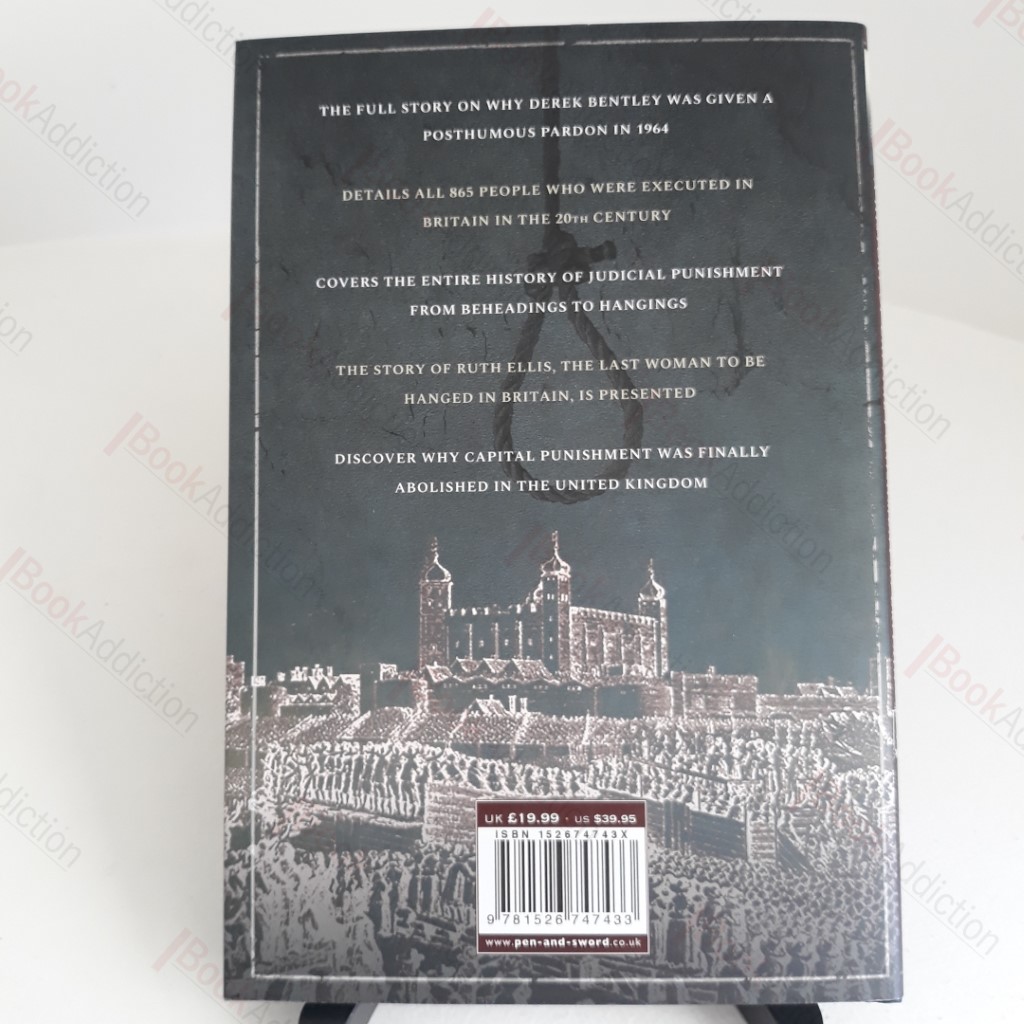 THE FULL STORY ON WHY DEREK BENTLEY WAS GIVEN A
POSTHUMOUS PARDON IN 1964
DETAILS ALL 865 PEOPLE WHO WERE EXECUTED IN
BRITAIN IN THE 20TH CENTURY
COVERS THE ENTIRE HISTORY OF JUDICIAL PUNISHMENT
FROM BEHEADINGS TO HANGINGS
THE STORY OF RUTH ELLIS, THE LAST WOMAN TO BE
HANGED IN BRITAIN, IS PRESENTED
DISCOVER WHY CAPITAL PUNISHMENT WAS FINALLY
ABOLISHED IN THE UNITED KINGDOM
UK £19.99 · US $39.95
ISBN 152674743X
9 781526 747433
www.pen-and-sword.co.uk
BookAddiction